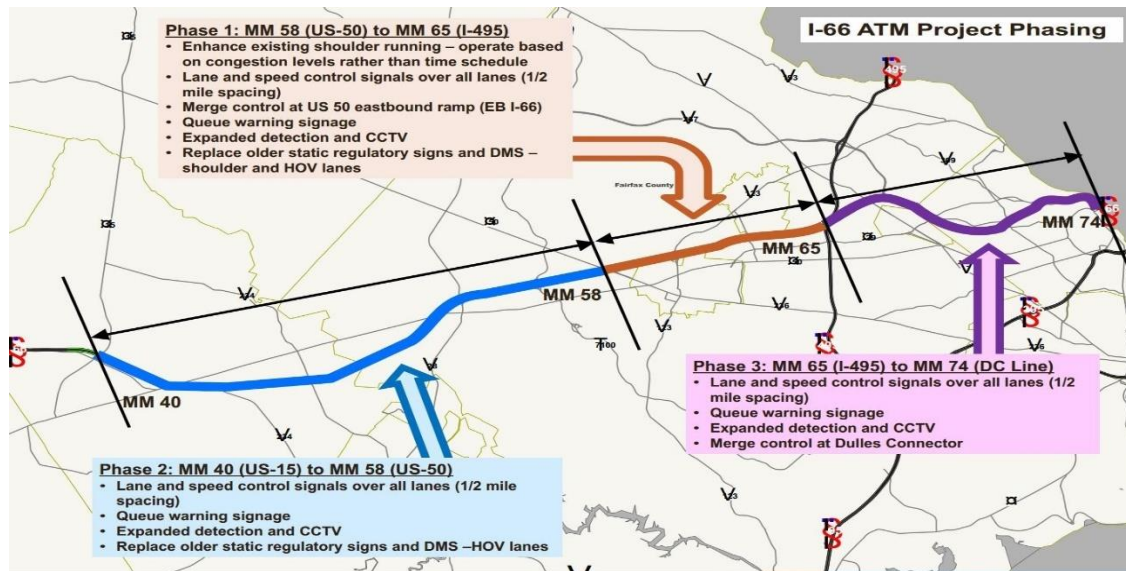 I-66 ATM Project Phasing
Phase 1: MM 58 (US-50) to MM 65 (I-495)
• Enhance existing shoulder running – operate based
on congestion levels rather than time schedule
• Lane and speed control signals over all lanes (1/2
mile spacing)
• Merge control at US 50 eastbound ramp (EB I-66)
• Queue warning signage
• Expanded detection and CCTV
• Replace older static regulatory signs and DMS –
shoulder and HOV lanes
Fairfax County
MM 74
MM 65
MM 58
MM 40
Phase 3: MM 65 (I-495) to MM 74 (DC Line)
• Lane and speed control signals over all lanes (1/2
mile spacing)
• Queue warning signage
• Expanded detection and CCTV
• Merge control at Dulles Connector
Phase 2: MM 40 (US-15) to MM 58 (US-50)
• Lane and speed control signals over all lanes (1/2
mile spacing)
• Queue warning signage
• Expanded detection and CCTV
• Replace older static regulatory signs and DMS –HOV lanes